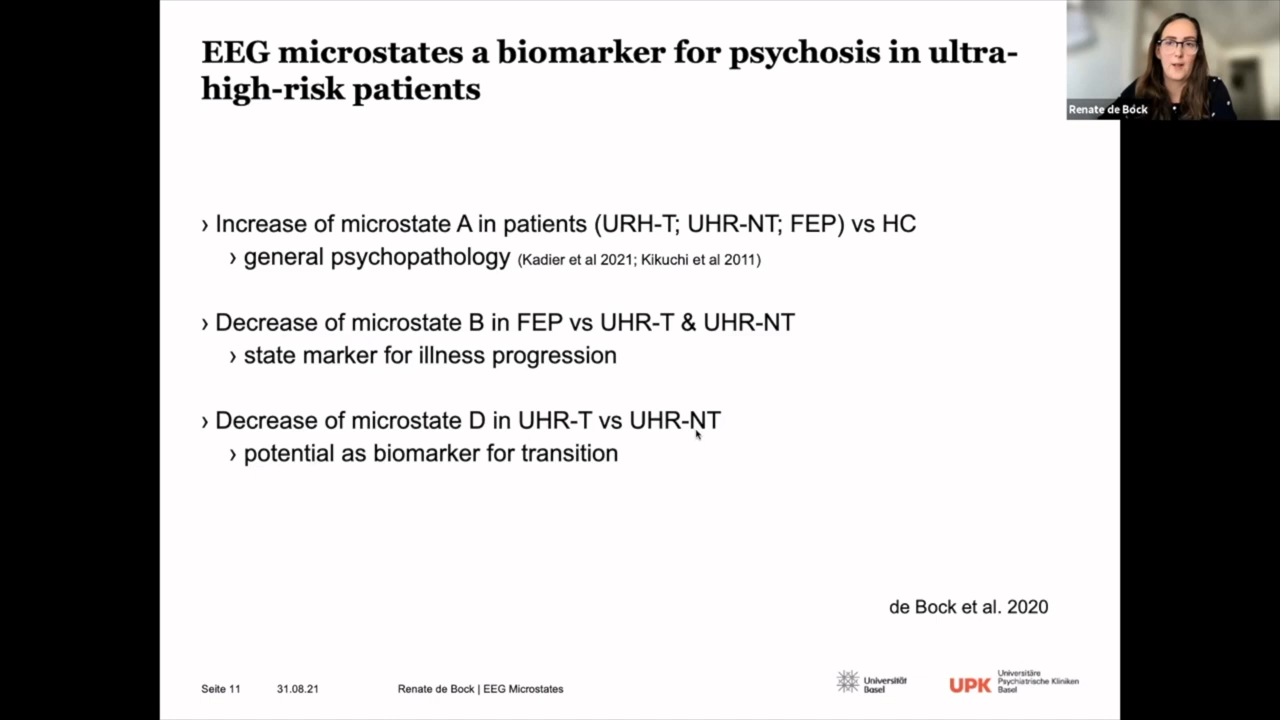 EEG microstates a biomarker for psychosis in ultra-
high-risk patients
Renate de Bock
› Increase of microstate A in patients (URH-T; UHR-NT; FEP) vs HC
› general psychopathology (Kadier et al 2021; Kikuchi et al 2011)
› Decrease of microstate B in FEP vs UHR-T & UHR-NT
› state marker for illness progression
› Decrease of microstate D in UHR-T vs UHR-NT
› potential as biomarker for transition
de Bock et al. 2020
Seite 11 31.08.21 Renate de Bock | EEG Microstates
Universität
Basel
UPK
Universitäre
Psychiatrische Kliniken
Basel